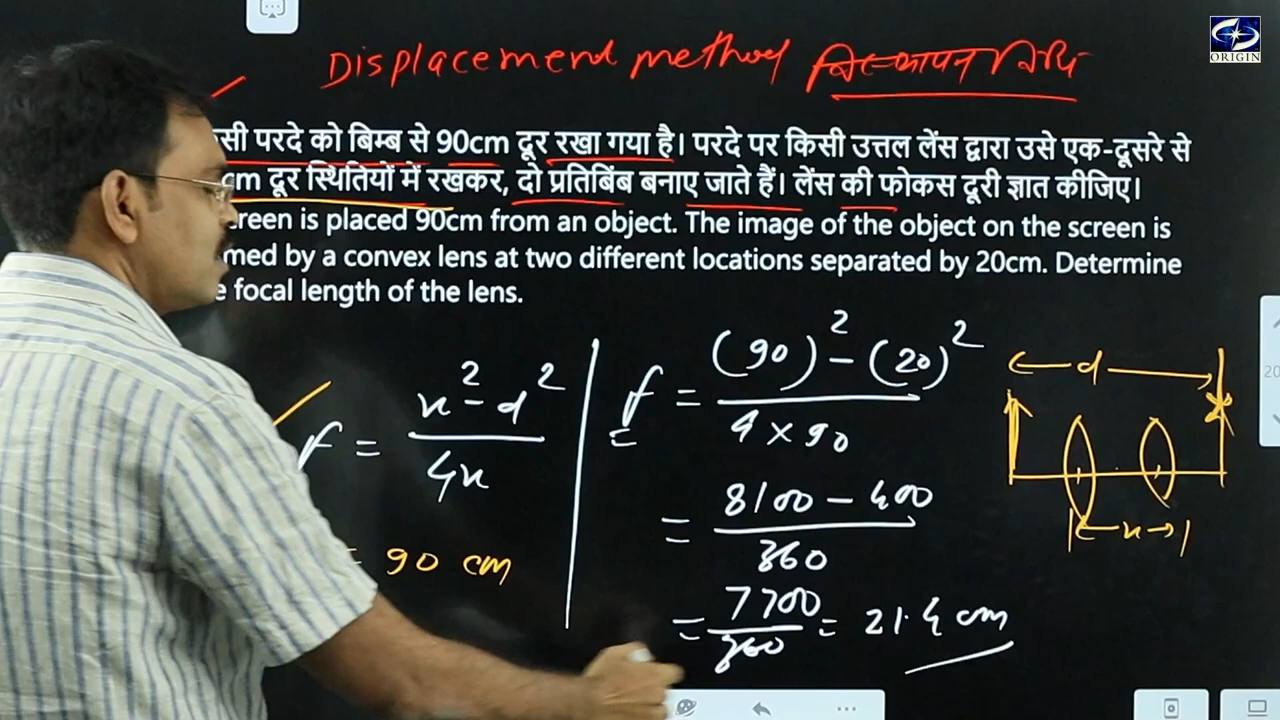 ORIGIN
Displacement method विस्थापन विधि
सी परदे को बिम्ब से 90cm दूर रखा गया है। परदे पर किसी उत्तल लेंस द्वारा उसे एक-दूसरे से
cm दूर स्थितियों में रखकर, दो प्रतिबिंब बनाए जाते हैं। लेंस की फोकस दूरी ज्ञात कीजिए।
creen is placed 90cm from an object. The image of the object on the screen is
med by a convex lens at two different locations separated by 20cm. Determine
e focal length of the lens.
f = x² - d² / 4x
= 90 cm
f = (90)² - (20)² / 4 × 90
= 8100 - 400 / 360
= 7700 / 360 = 21.4 cm
d
x
20